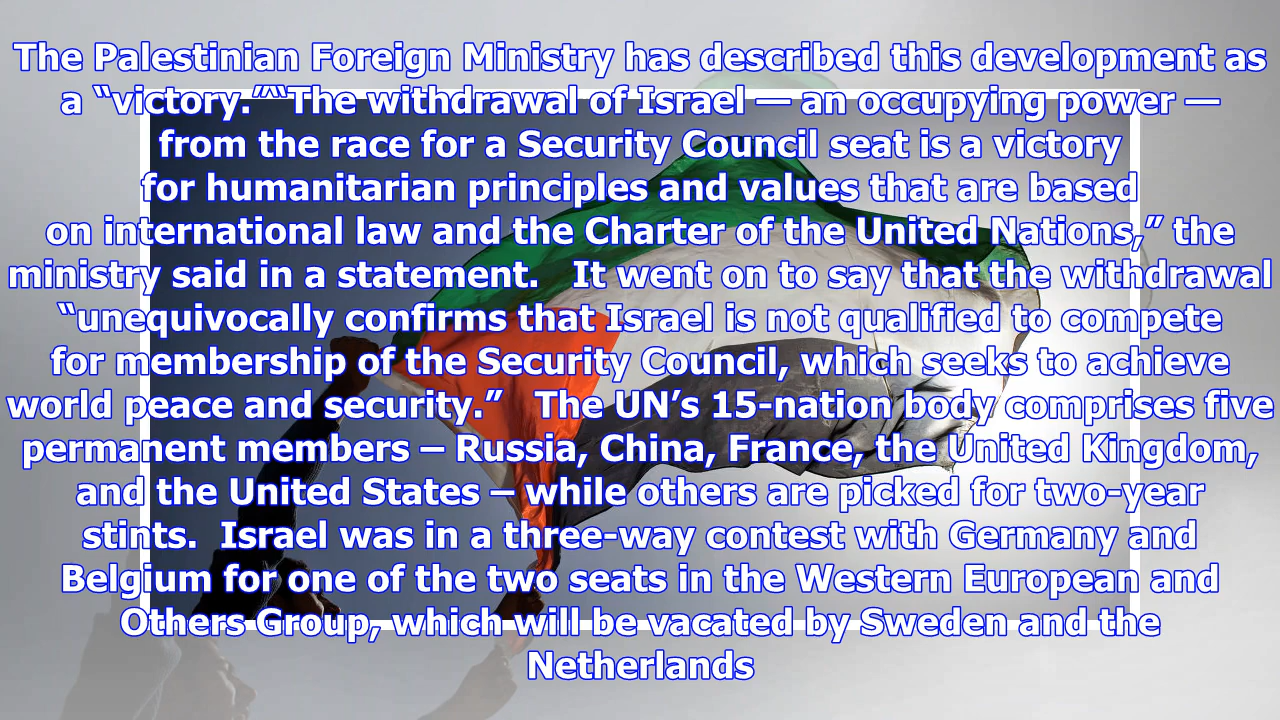 The Palestinian Foreign Ministry has described this development as
a “victory.”“The withdrawal of Israel — an occupying power —
from the race for a Security Council seat is a victory
for humanitarian principles and values that are based
on international law and the Charter of the United Nations,” the
ministry said in a statement.   It went on to say that the withdrawal
“unequivocally confirms that Israel is not qualified to compete
for membership of the Security Council, which seeks to achieve
world peace and security.”   The UN’s 15-nation body comprises five
permanent members – Russia, China, France, the United Kingdom,
and the United States – while others are picked for two-year
stints.  Israel was in a three-way contest with Germany and
Belgium for one of the two seats in the Western European and
Others Group, which will be vacated by Sweden and the
Netherlands